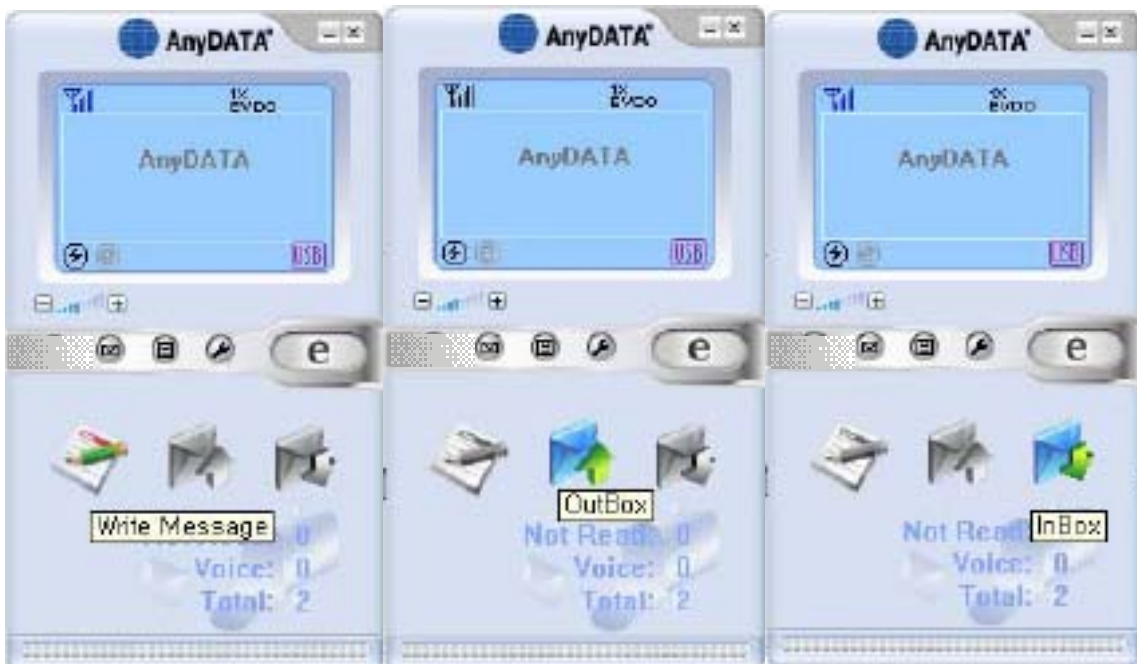 AnyDATA
1X
EVDO
AnyDATA
USB
e
Write Message
0
Voice: 0
Total: 2
AnyDATA
1X
EVDO
AnyDATA
USB
e
OutBox
Not Read: 0
Voice: 0
Total: 2
AnyDATA
1X
EVDO
AnyDATA
USB
e
InBox
Not Read:
Voice: 0
Total: 2